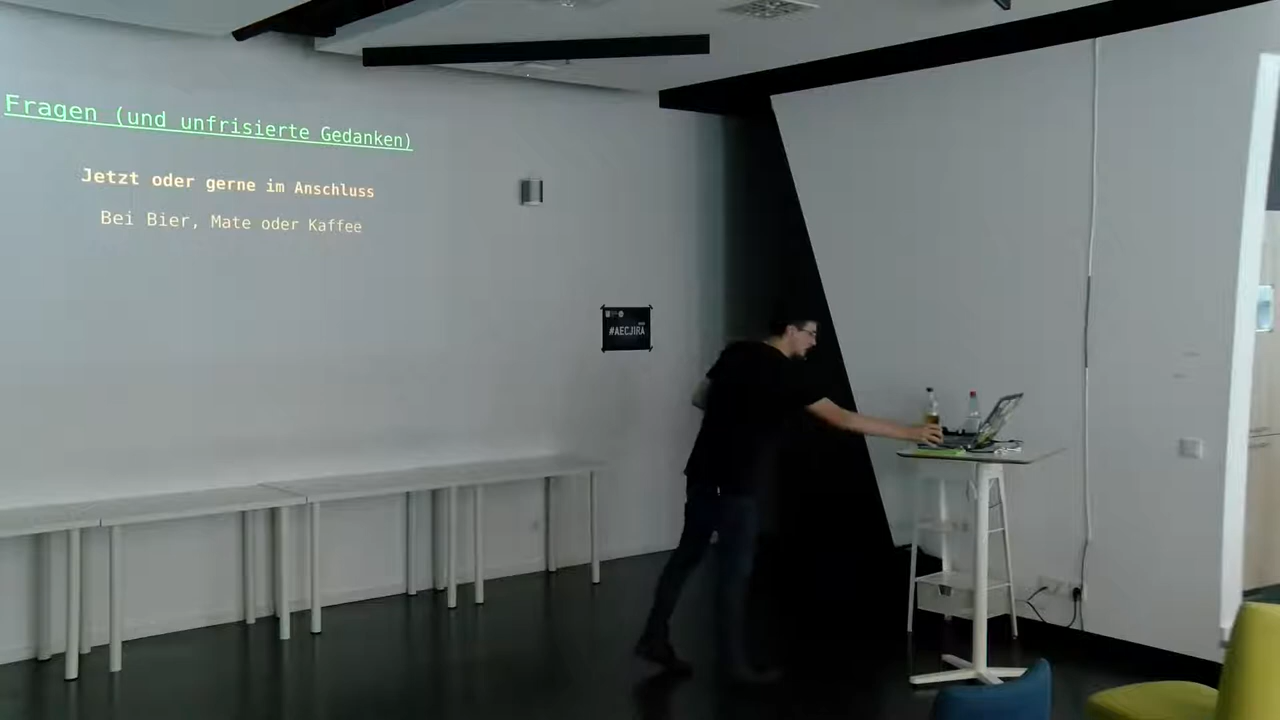 Fragen (und unfrisierte Gedanken)
Jetzt oder gerne im Anschluss
Bei Bier, Mate oder Kaffee
#AECJIRA